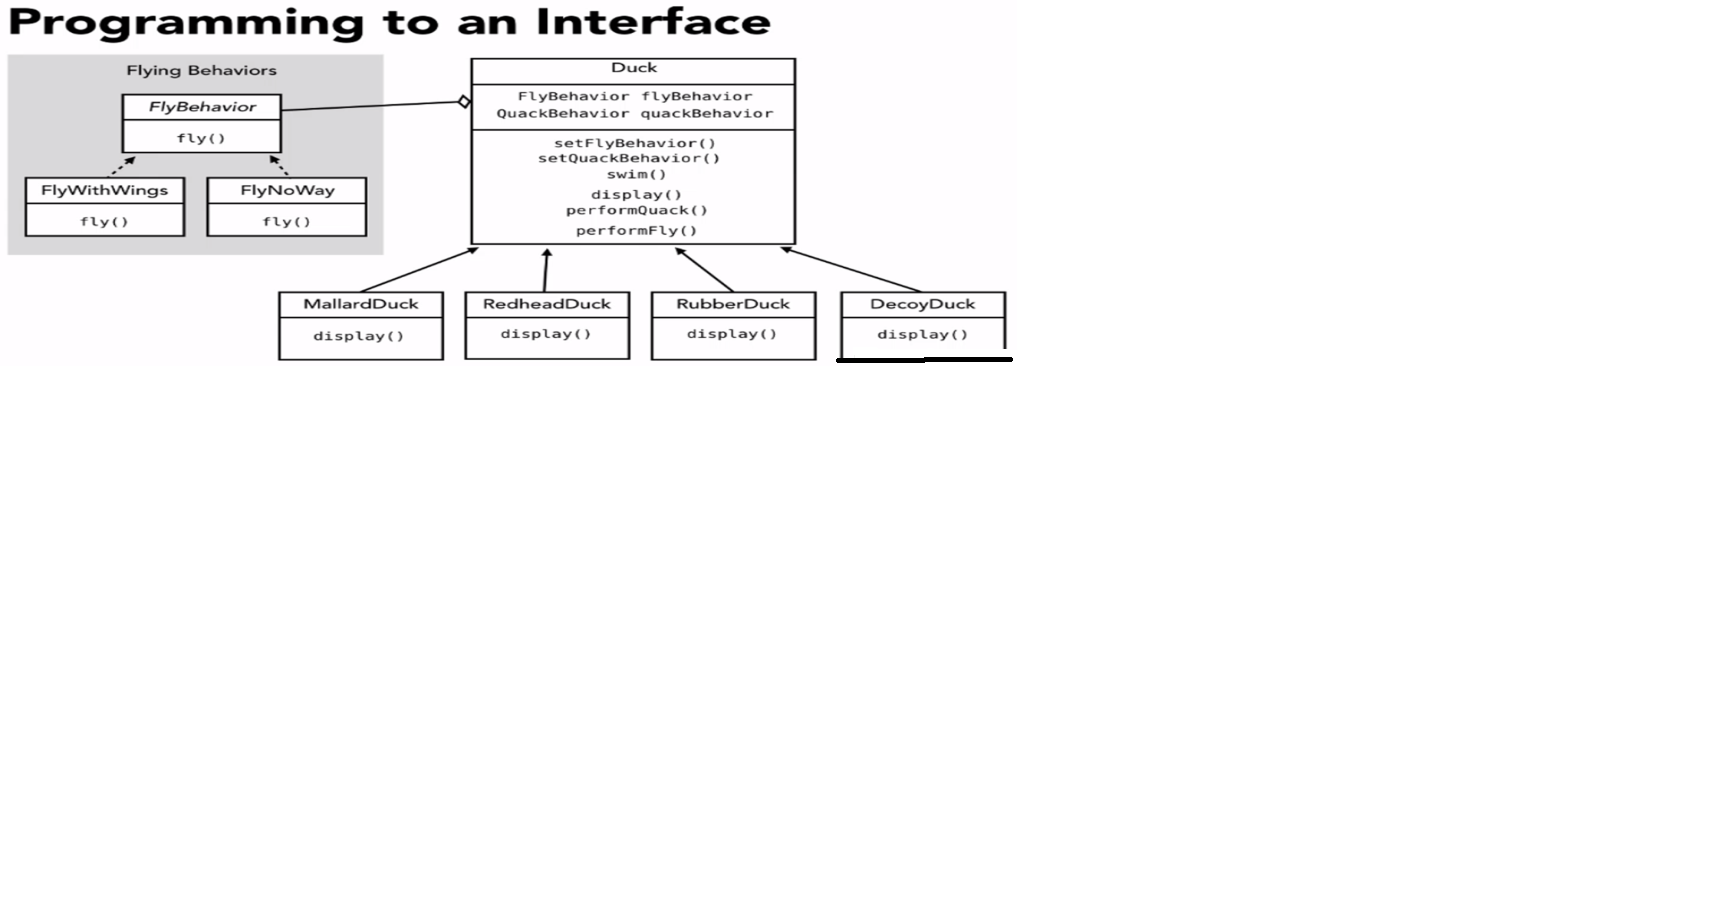 Programming to an Interface
Flying Behaviors
FlyBehavior
fly()
FlyWithWings
fly()
FlyNoWay
fly()
Duck
FlyBehavior flyBehavior
QuackBehavior quackBehavior
setFlyBehavior()
setQuackBehavior()
swim()
display()
performQuack()
performFly()
MallardDuck
display()
RedheadDuck
display()
RubberDuck
display()
DecoyDuck
display()